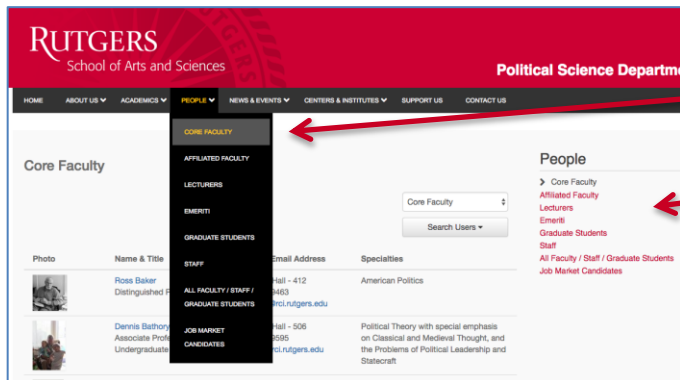 RUTGERS
School of Arts and Sciences
Political Science Departme
HOME ABOUT US ACADEMICS PEOPLE NEWS & EVENTS CENTERS & INSTITUTES SUPPORT US CONTACT US
CORE FACULTY
AFFILIATED FACULTY
LECTURERS
EMERITI
GRADUATE STUDENTS
STAFF
ALL FACULTY / STAFF /
GRADUATE STUDENTS
JOB MARKET
CANDIDATES
Core Faculty
Core Faculty
Search Users
People
Core Faculty
Affiliated Faculty
Lecturers
Emeriti
Graduate Students
Staff
All Faculty / Staff / Graduate Students
Job Market Candidates
Photo Name & Title Email Address Specialties
Ross Baker Hall - 412 American Politics
Distinguished 9463
@rci.rutgers.edu
Dennis Bathory Hall - 506 Political Theory with special emphasis
Associate Profe 9595 on Classical and Medieval Thought, and
Undergraduate rci.rutgers.edu the Problems of Political Leadership and
Statecraft